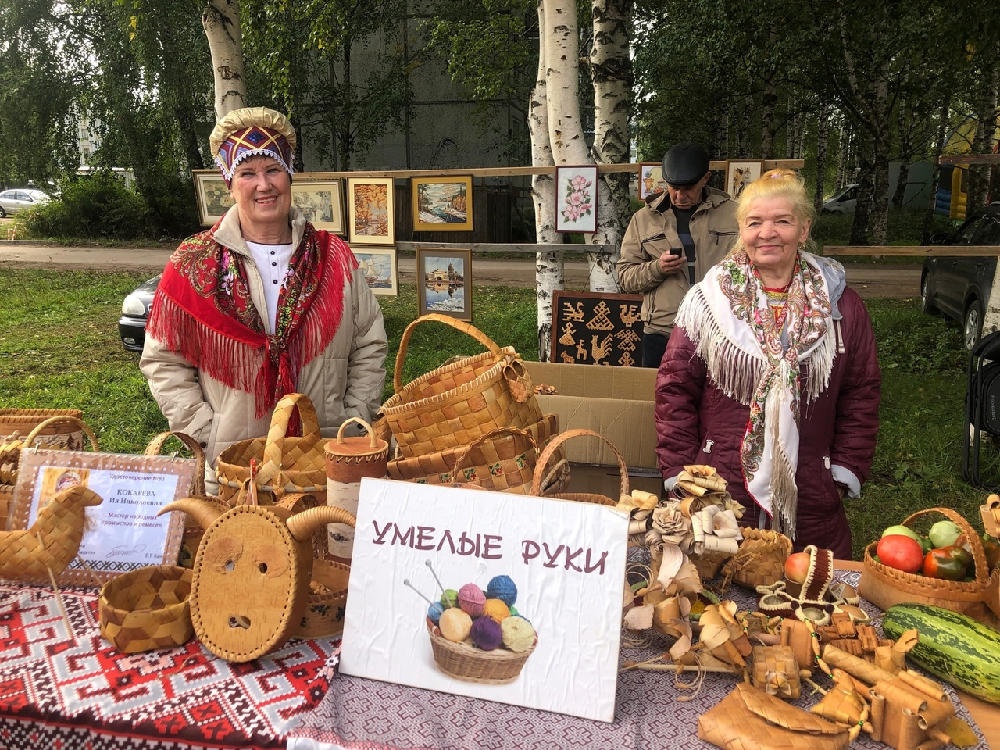 Удостоверение №83
КОКАРЕВА
Ия Николаевна
Мастер народных
промыслов и ремесел
УМЕЛЫЕ РУКИ